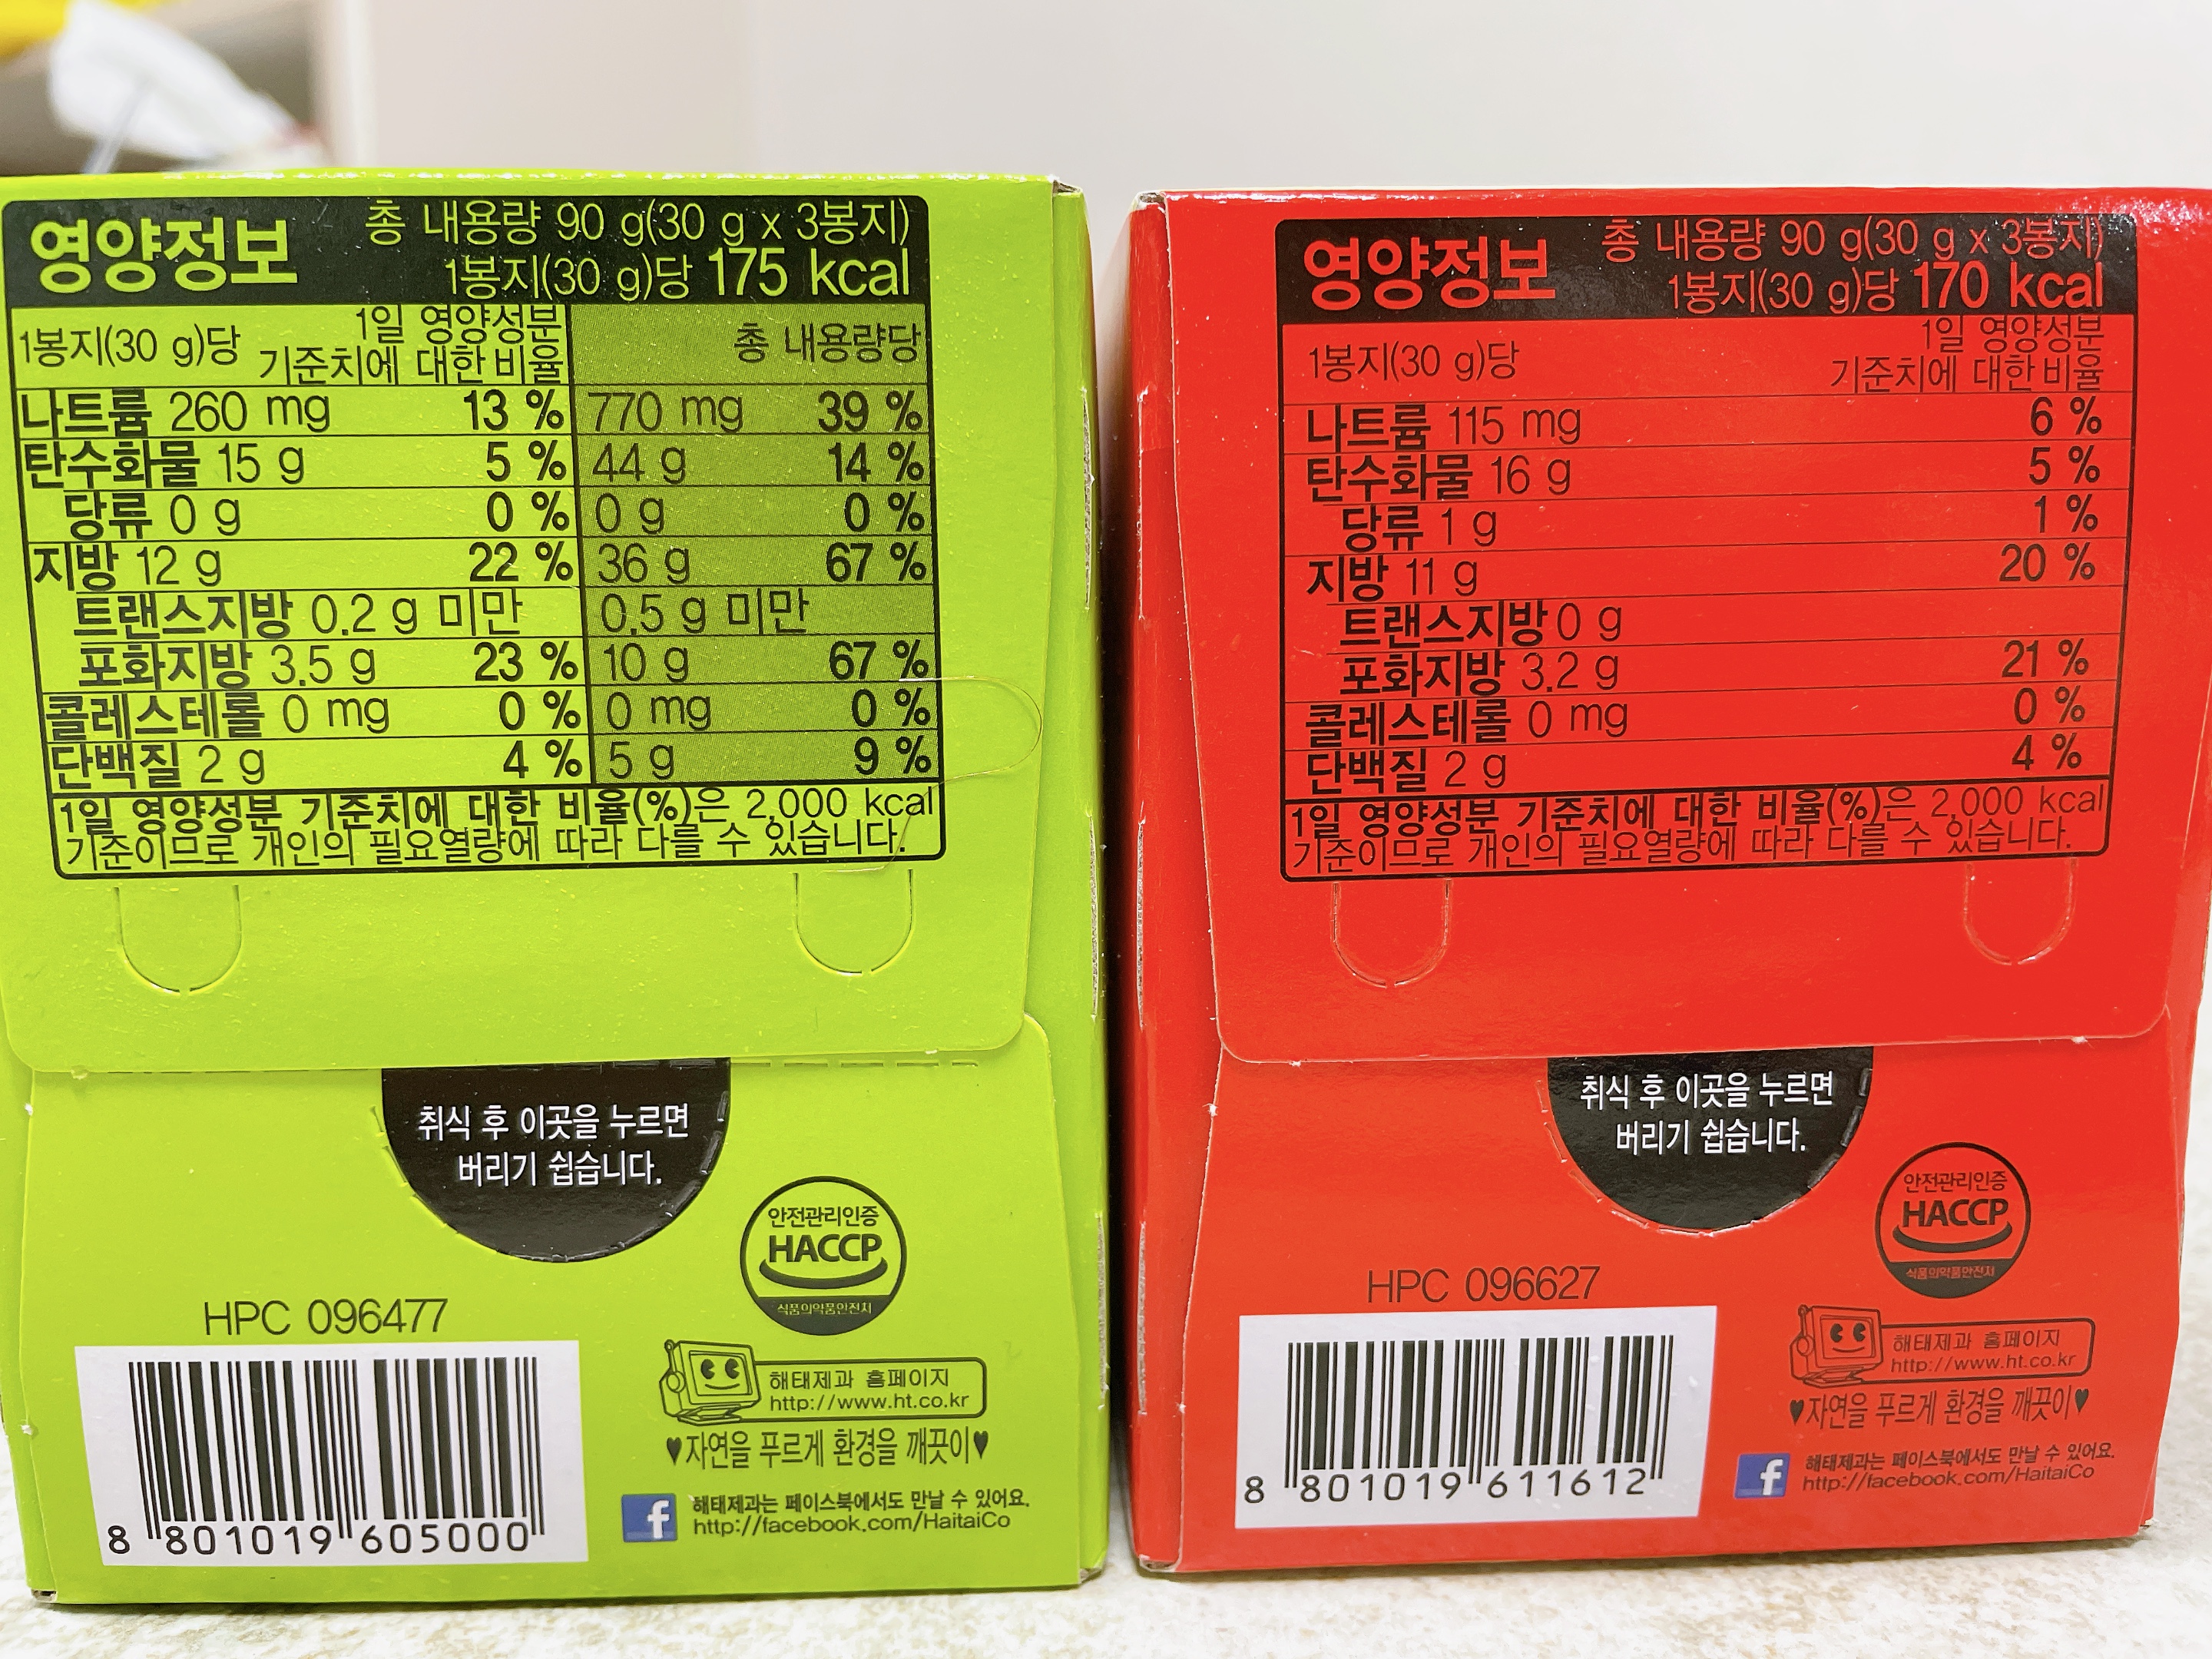 영양정보
총 내용량 90 g(30 g x 3봉지)
1봉지(30 g)당 175 kcal
1봉지(30 g)당 1일 영양성분 기준치에 대한 비율 총 내용량당
나트륨 260 mg 13 % 770 mg 39 %
탄수화물 15 g 5 % 44 g 14 %
당류 0 g 0 % 0 g 0 %
지방 12 g 22 % 36 g 67 %
트랜스지방 0.2 g 미만 0.5 g 미만
포화지방 3.5 g 23 % 10 g 67 %
콜레스테롤 0 mg 0 % 0 mg 0 %
단백질 2 g 4 % 5 g 9 %
1일 영양성분 기준치에 대한 비율(%)은 2,000 kcal
기준이므로 개인의 필요열량에 따라 다를 수 있습니다.
취식 후 이곳을 누르면
버리기 쉽습니다.
안전관리인증
HACCP
식품의약품안전처
HPC 096477
8 801019 605000
해태제과 홈페이지
http://www.ht.co.kr
♥자연을 푸르게 환경을 깨끗이♥
f
해태제과는 페이스북에서도 만날 수 있어요.
http://facebook.com/HaitaiCo
영양정보
총 내용량 90 g(30 g x 3봉지)
1봉지(30 g)당 170 kcal
1봉지(30 g)당 1일 영양성분 기준치에 대한 비율
나트륨 115 mg 6 %
탄수화물 16 g 5 %
당류 1 g 1 %
지방 11 g 20 %
트랜스지방 0 g
포화지방 3.2 g 21 %
콜레스테롤 0 mg 0 %
단백질 2 g 4 %
1일 영양성분 기준치에 대한 비율(%)은 2,000 kcal
기준이므로 개인의 필요열량에 따라 다를 수 있습니다.
취식 후 이곳을 누르면
버리기 쉽습니다.
안전관리인증
HACCP
식품의약품안전처
HPC 096627
8 801019 611612
해태제과 홈페이지
http://www.ht.co.kr
♥자연을 푸르게 환경을 깨끗이♥
f
해태제과는 페이스북에서도 만날 수 있어요.
http://facebook.com/HaitaiCo